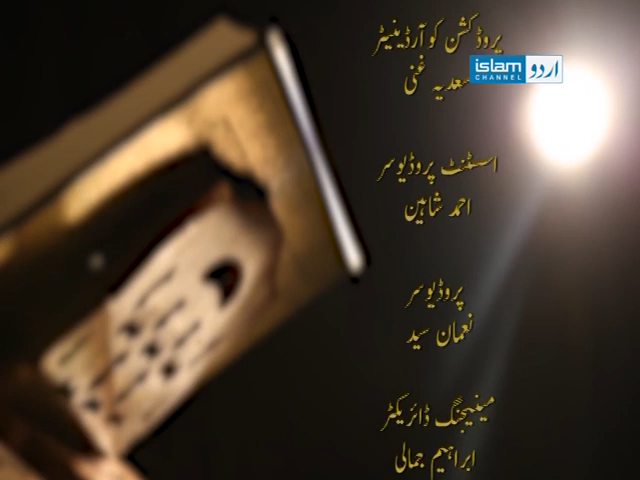 پروڈکشن کوآرڈینیٹر
islam
CHANNEL
اردو
سعدیہ غنی
اسسٹنٹ پروڈیوسر
احمد شاہین
پروڈیوسر
نعمان سید
مینیجنگ ڈائریکٹر
ابراہیم جمالی